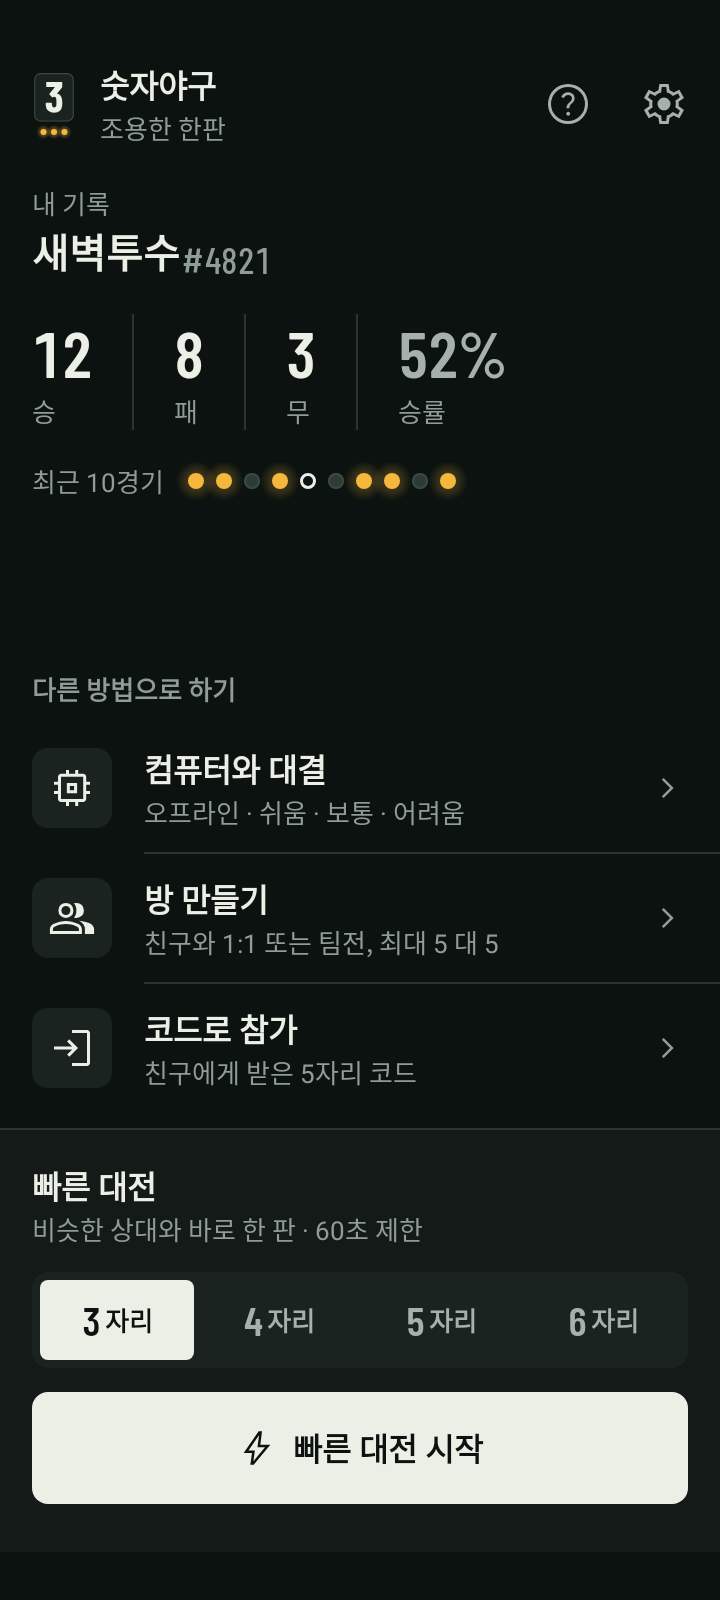 3
숫자야구
조용한 한판
내 기록
새벽투수#4821
12 8 3 52%
승 패 무 승률
최근 10경기
다른 방법으로 하기
컴퓨터와 대결
오프라인 · 쉬움 · 보통 · 어려움
방 만들기
친구와 1:1 또는 팀전, 최대 5 대 5
코드로 참가
친구에게 받은 5자리 코드
빠른 대전
비슷한 상대와 바로 한 판 · 60초 제한
3 자리 4 자리 5 자리 6 자리
빠른 대전 시작